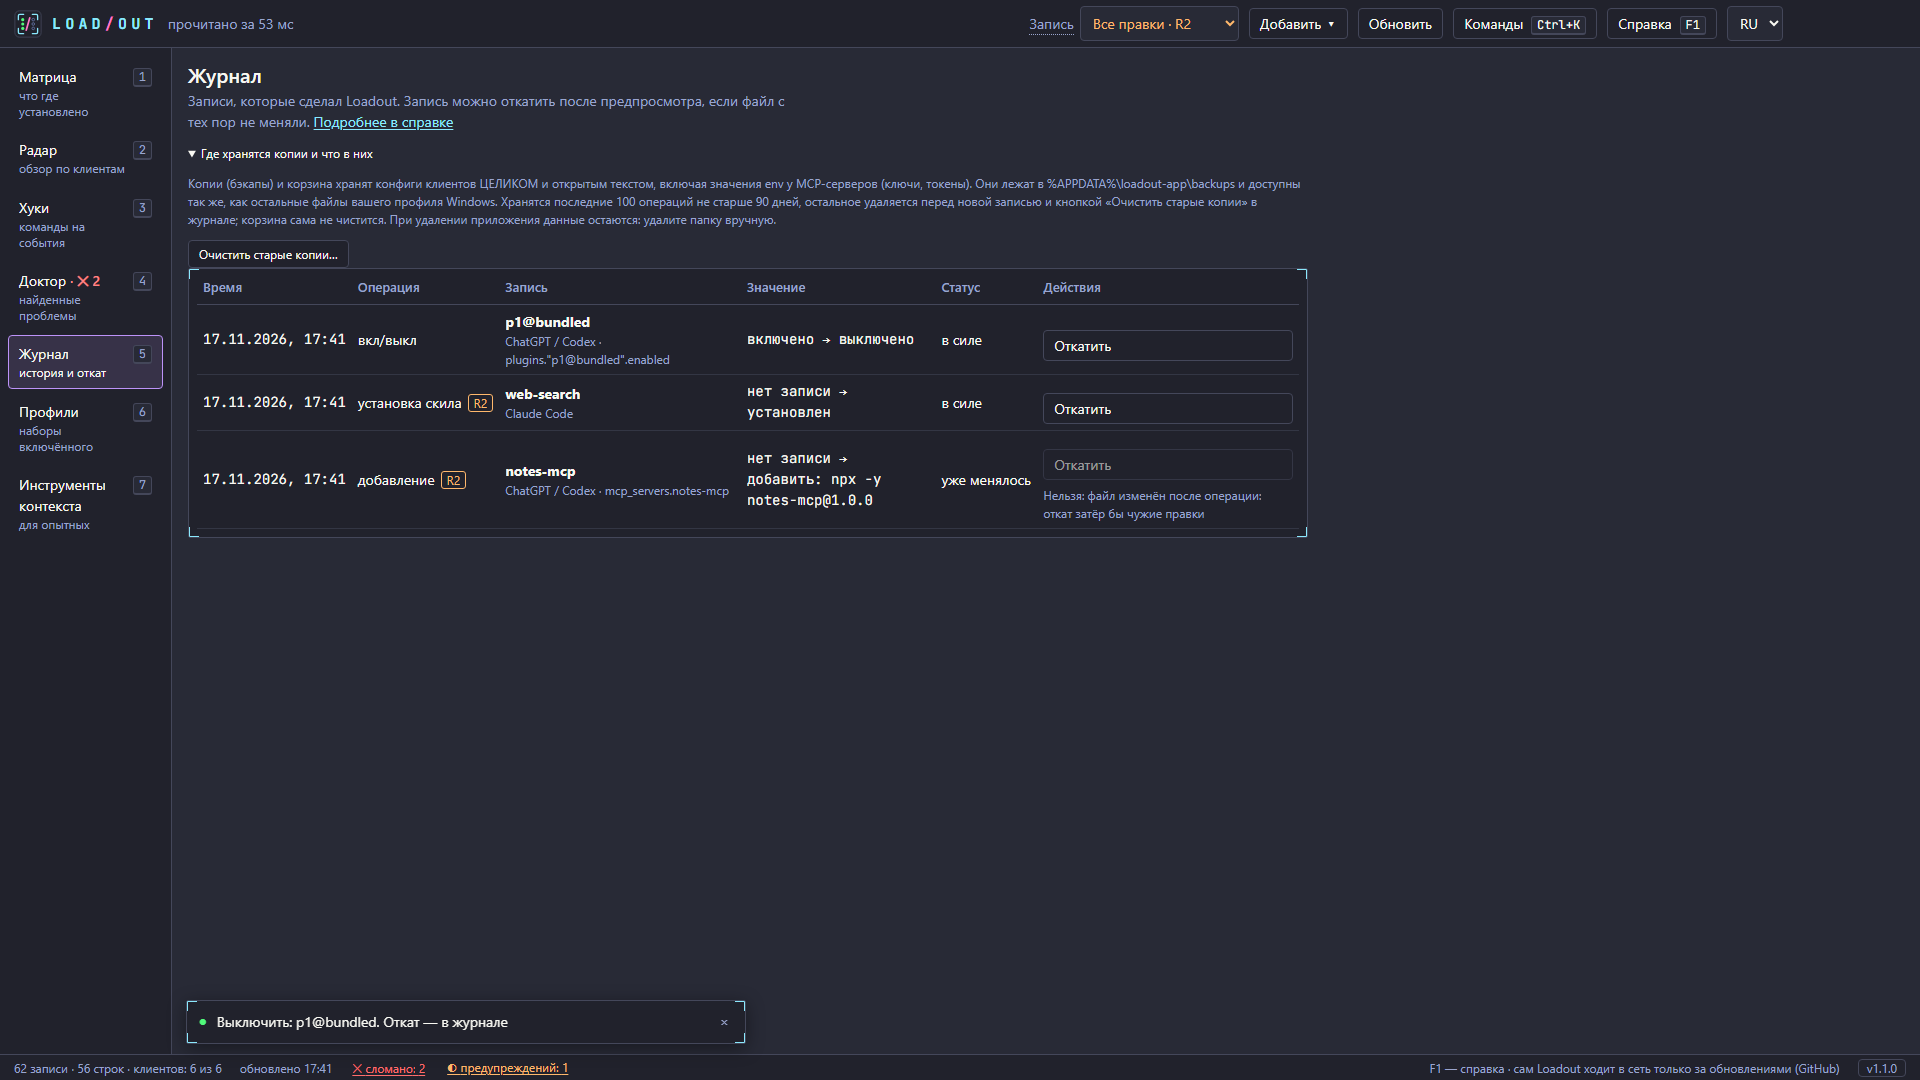 LOAD/OUT прочитано за 53 мс
Запись Все правки · R2 Добавить ▾ Обновить Команды Ctrl+K Справка F1 RU
Матрица 1
что где
установлено
Радар 2
обзор по клиентам
Хуки 3
команды на
события
Доктор · ✕ 2 4
найденные
проблемы
Журнал 5
история и откат
Профили 6
наборы
включённого
Инструменты 7
контекста
для опытных
Журнал
Записи, которые сделал Loadout. Запись можно откатить после предпросмотра, если файл с
тех пор не меняли. Подробнее в справке
▼ Где хранятся копии и что в них
Копии (бэкапы) и корзина хранят конфиги клиентов ЦЕЛИКОМ и открытым текстом, включая значения env у MCP-серверов (ключи, токены). Они лежат в %APPDATA%\loadout-app\backups и доступны
так же, как остальные файлы вашего профиля Windows. Хранятся последние 100 операций не старше 90 дней, остальное удаляется перед новой записью и кнопкой «Очистить старые копии» в
журнале; корзина сама не чистится. При удалении приложения данные остаются: удалите папку вручную.
Очистить старые копии...
Время Операция Запись Значение Статус Действия
17.11.2026, 17:41 вкл/выкл p1@bundled
ChatGPT / Codex ·
plugins."p1@bundled".enabled
включено → выключено в силе Откатить
17.11.2026, 17:41 установка скила R2 web-search
Claude Code
нет записи →
установлен
в силе Откатить
17.11.2026, 17:41 добавление R2 notes-mcp
ChatGPT / Codex · mcp_servers.notes-mcp
нет записи →
добавить: npx -y
notes-mcp@1.0.0
уже менялось Откатить
Нельзя: файл изменён после операции:
откат затёр бы чужие правки
Выключить: p1@bundled. Откат — в журнале ×
62 записи · 56 строк · клиентов: 6 из 6 обновлено 17:41 ✕ сломано: 2 ◐ предупреждений: 1
F1 — справка · сам Loadout ходит в сеть только за обновлениями (GitHub) v1.1.0